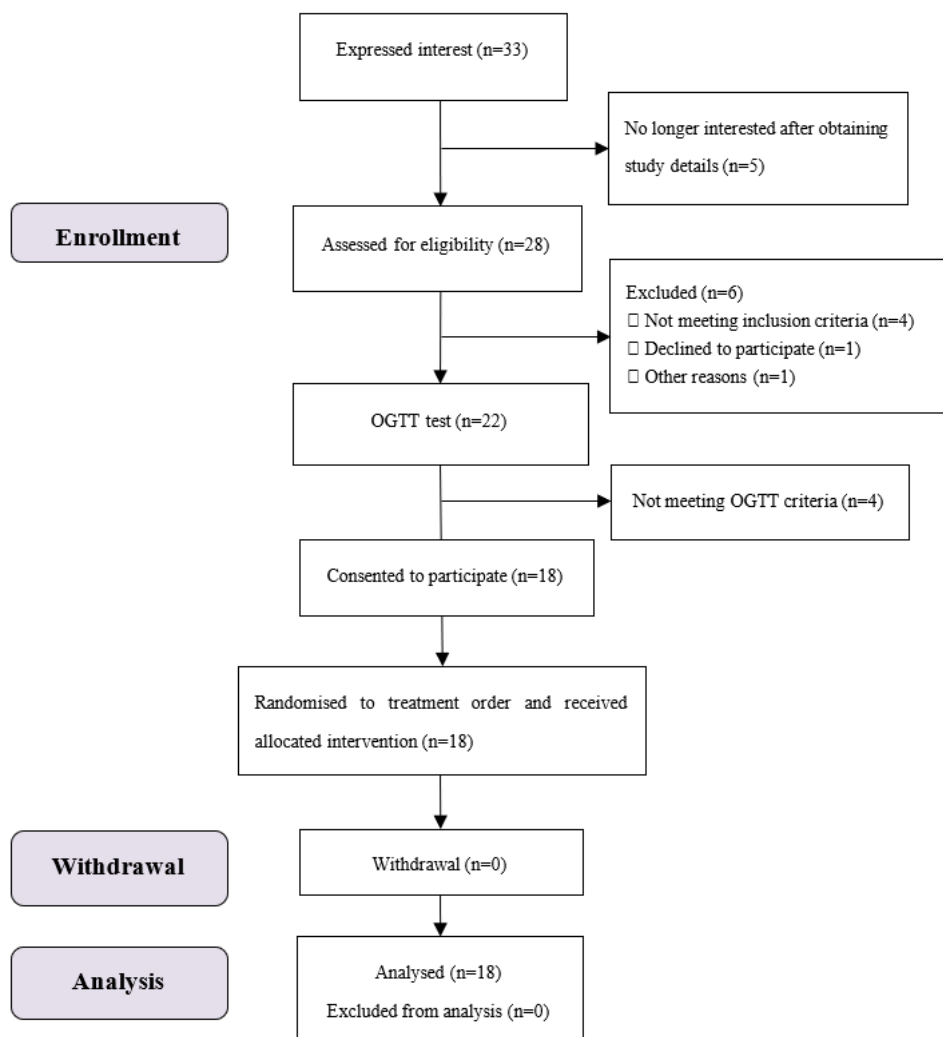 Expressed interest (n=33)
No longer interested after obtaining
study details (n=5)
Enrollment
Assessed for eligibility (n=28)
Excluded (n=6)
□ Not meeting inclusion criteria (n=4)
□ Declined to participate (n=1)
□ Other reasons (n=1)
OGTT test (n=22)
Not meeting OGTT criteria (n=4)
Consented to participate (n=18)
Randomised to treatment order and received
allocated intervention (n=18)
Withdrawal
Withdrawal (n=0)
Analysis
Analysed (n=18)
Excluded from analysis (n=0)